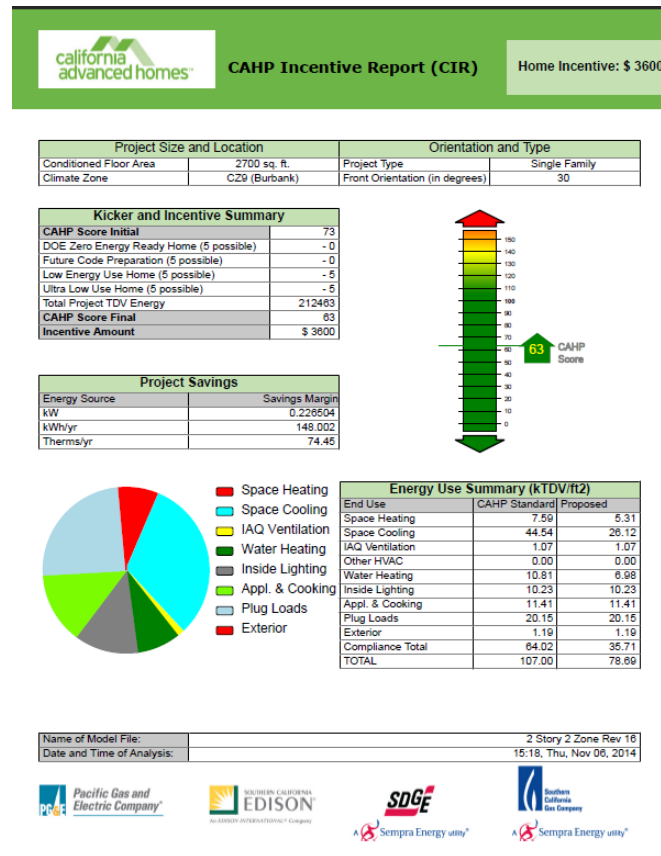 california
advanced homes™
CAHP Incentive Report (CIR)
Home Incentive: $ 3600
Project Size and Location
Orientation and Type
Conditioned Floor Area 2700 sq. ft. Project Type Single Family
Climate Zone CZ9 (Burbank) Front Orientation (in degrees) 30
Kicker and Incentive Summary
CAHP Score Initial 73
DOE Zero Energy Ready Home (5 possible) - 0
Future Code Preparation (5 possible) - 0
Low Energy Use Home (5 possible) - 5
Ultra Low Use Home (5 possible) - 5
Total Project TDV Energy 212463
CAHP Score Final 63
Incentive Amount $ 3600
150
140
130
120
110
100
90
80
70
60
50
40
30
20
10
0
63 CAHP
Score
Project Savings
Energy Source Savings Margin
kW 0.226504
kWh/yr 148.002
Therms/yr 74.45
Space Heating
Space Cooling
IAQ Ventilation
Water Heating
Inside Lighting
Appl. & Cooking
Plug Loads
Exterior
Energy Use Summary (kTDV/ft2)
End Use CAHP Standard Proposed
Space Heating 7.59 5.31
Space Cooling 44.54 26.12
IAQ Ventilation 1.07 1.07
Other HVAC 0.00 0.00
Water Heating 10.81 6.98
Inside Lighting 10.23 10.23
Appl. & Cooking 11.41 11.41
Plug Loads 20.15 20.15
Exterior 1.19 1.19
Compliance Total 64.02 35.71
TOTAL 107.00 78.69
Name of Model File: 2 Story 2 Zone Rev 16
Date and Time of Analysis: 15:18, Thu, Nov 06, 2014
PG&E
Pacific Gas and
Electric Company®
SOUTHERN CALIFORNIA
EDISON®
An EDISON INTERNATIONAL® Company
SDGE
A Sempra Energy utility®
Southern
California
Gas Company
A Sempra Energy utility®